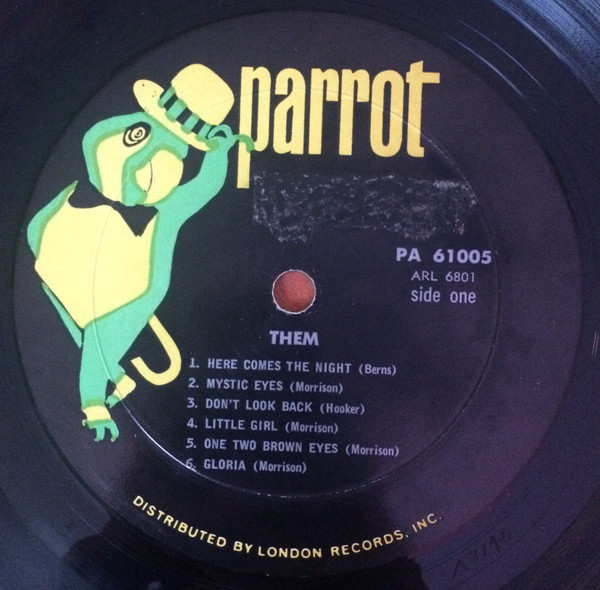 parrot
PA 61005
ARL 6801
side one
THEM
1. HERE COMES THE NIGHT (Berns)
2. MYSTIC EYES (Morrison)
3. DON'T LOOK BACK (Hooker)
4. LITTLE GIRL (Morrison)
5. ONE TWO BROWN EYES (Morrison)
6. GLORIA (Morrison)
DISTRIBUTED BY LONDON RECORDS, INC.